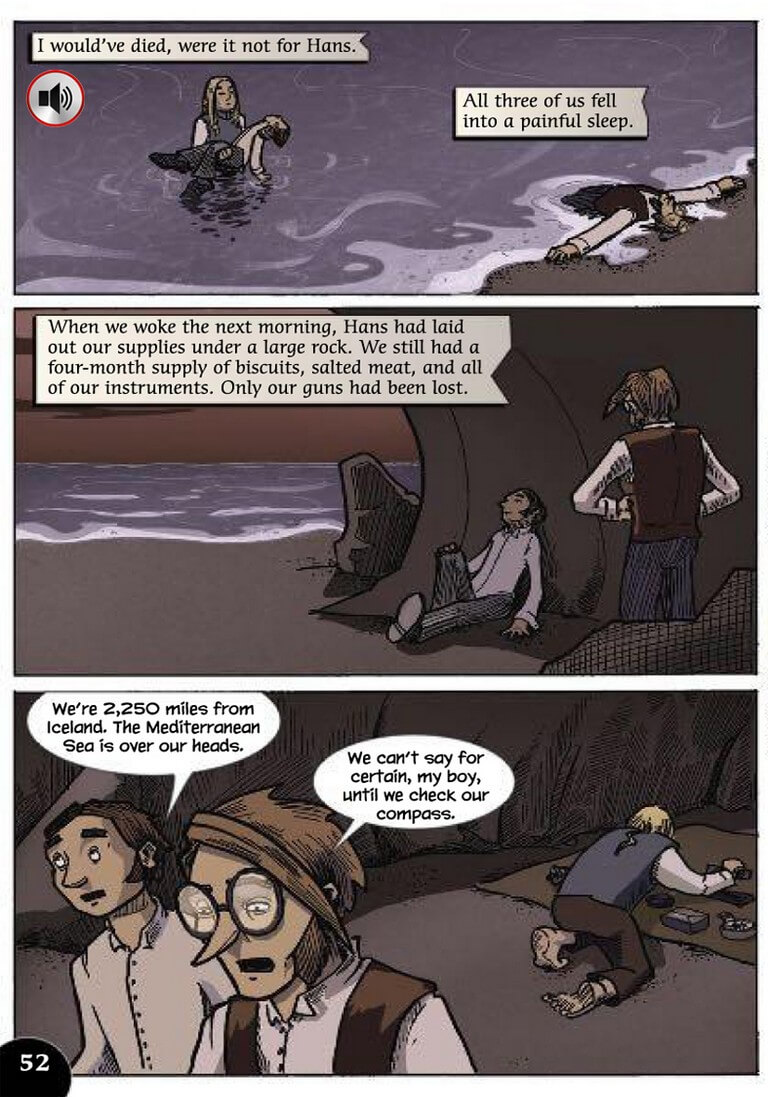 I would've died, were it not for Hans.
All three of us fell
into a painful sleep.
When we woke the next morning, Hans had laid
out our supplies under a large rock. We still had a
four-month supply of biscuits, salted meat, and all
of our instruments. Only our guns had been lost.
We're 2,250 miles from
Iceland. The Mediterranean
Sea is over our heads.
We can't say for
certain, my boy,
until we check our
compass.
52